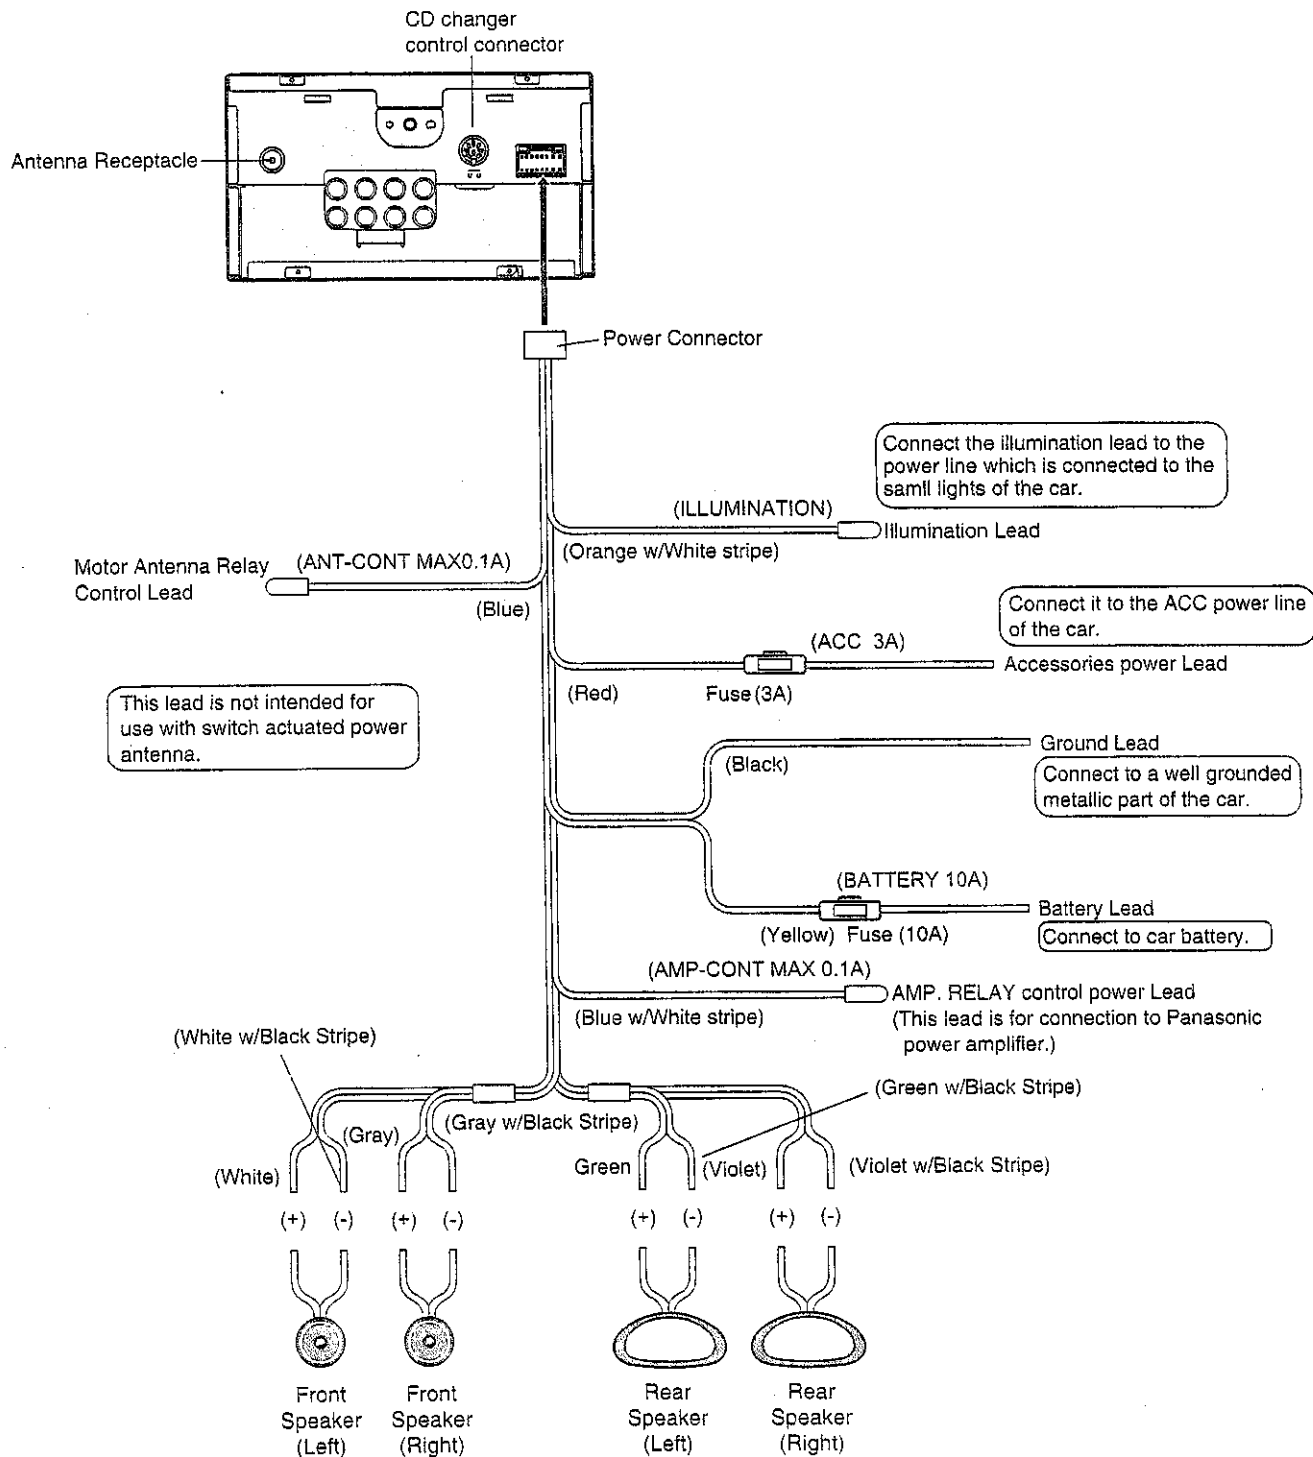 CD changer
control connector
Antenna Receptacle
Power Connector
Connect the illumination lead to the
power line which is connected to the
samll lights of the car.
(ILLUMINATION)
Illumination Lead
(Orange w/White stripe)
Motor Antenna Relay
Control Lead
(ANT-CONT MAX0.1A)
(Blue)
Connect it to the ACC power line
of the car.
(ACC 3A)
Accessories power Lead
(Red)
Fuse (3A)
This lead is not intended for
use with switch actuated power
antenna.
Ground Lead
(Black)
Connect to a well grounded
metallic part of the car.
(BATTERY 10A)
Battery Lead
(Yellow) Fuse (10A)
Connect to car battery.
(AMP-CONT MAX 0.1A)
AMP. RELAY control power Lead
(Blue w/White stripe)
(This lead is for connection to Panasonic
power amplifier.)
(White w/Black Stripe)
(Green w/Black Stripe)
(Gray)
(Gray w/Black Stripe)
(White)
Green
(Violet)
(Violet w/Black Stripe)
(+) (-) (+) (-) (+) (-) (+) (-)
Front
Speaker
(Left)
Front
Speaker
(Right)
Rear
Speaker
(Left)
Rear
Speaker
(Right)